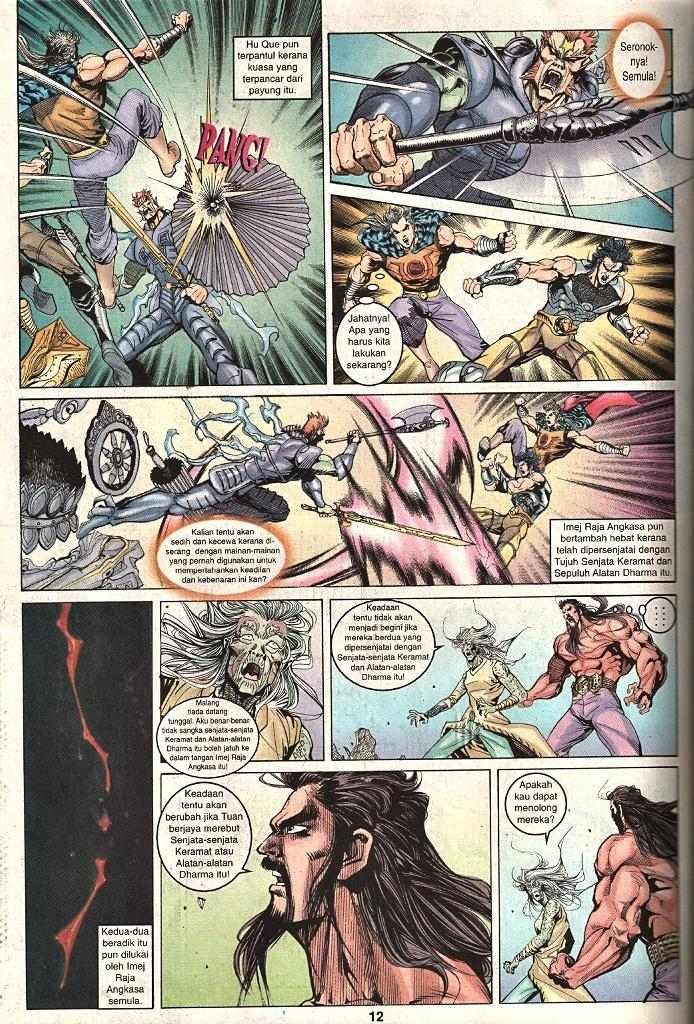 Hu Que pun
terpantul kerana
kuasa yang
terpancar dari
payung itu.
PANG!
Seronok-
nya!
Semula!
Jahatnya!
Apa yang
harus kita
lakukan
sekarang?
Kalian tentu akan
sedih dan kecewa kerana di-
serang dengan mainan-mainan
yang pernah digunakan untuk
mempertahankan keadilan
dan kebenaran ini kan?
Imej Raja Angkasa pun
bertambah hebat kerana
telah dipersenjatai dengan
Tujuh Senjata Keramat dan
Sepuluh Alatan Dharma itu.
Kedua-dua
beradik itu
pun dilukai
oleh Imej
Raja
Angkasa
semula.
Malang
tiada datang
tunggal. Aku benar-benar
tidak sangka senjata-senjata
Keramat dan Alatan-alatan
Dharma itu boleh jatuh ke
dalam tangan Imej Raja
Angkasa itu!
Keadaan
tentu tidak akan
menjadi begini jika
mereka berdua yang
dipersenjatai dengan
Senjata-senjata Keramat
dan Alatan-alatan
Dharma itu!
Keadaan
tentu akan
berubah jika Tuan
berjaya merebut
Senjata-senjata
Keramat atau
Alatan-alatan
Dharma itu!
Apakah
kau dapat
menolong
mereka?
12